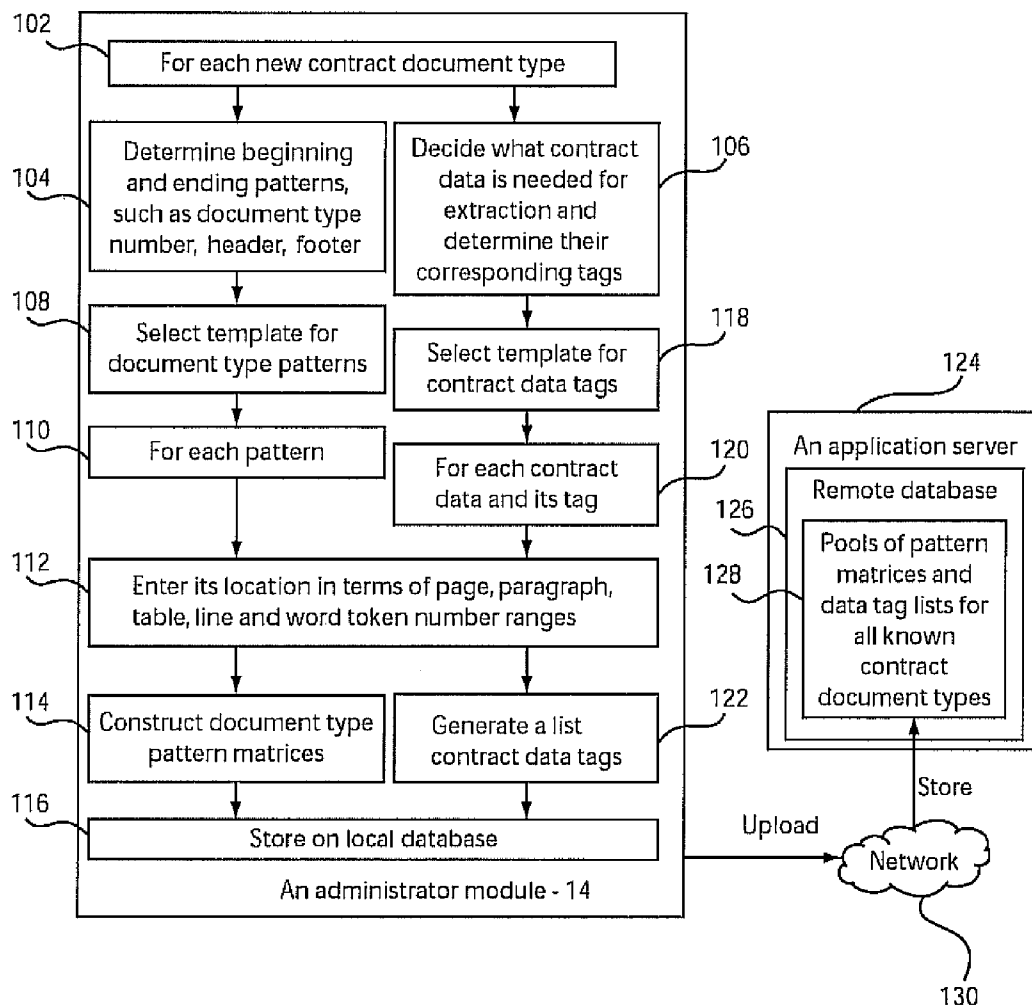 102
For each new contract document type
104
Determine beginning
and ending patterns,
such as document type
number, header, footer
Decide what contract
data is needed for
extraction and
determine their
corresponding tags
106
108
Select template for
document type patterns
Select template for
contract data tags
118
110
For each pattern
For each contract
data and its tag
120
112
Enter its location in terms of page, paragraph,
table, line and word token number ranges
114
Construct document type
pattern matrices
Generate a list
contract data tags
122
116
Store on local database
An administrator module - 14
124
An application server
Remote database
126
128
Pools of pattern
matrices and
data tag lists for
all known
contract
document types
Store
Upload
Network
130